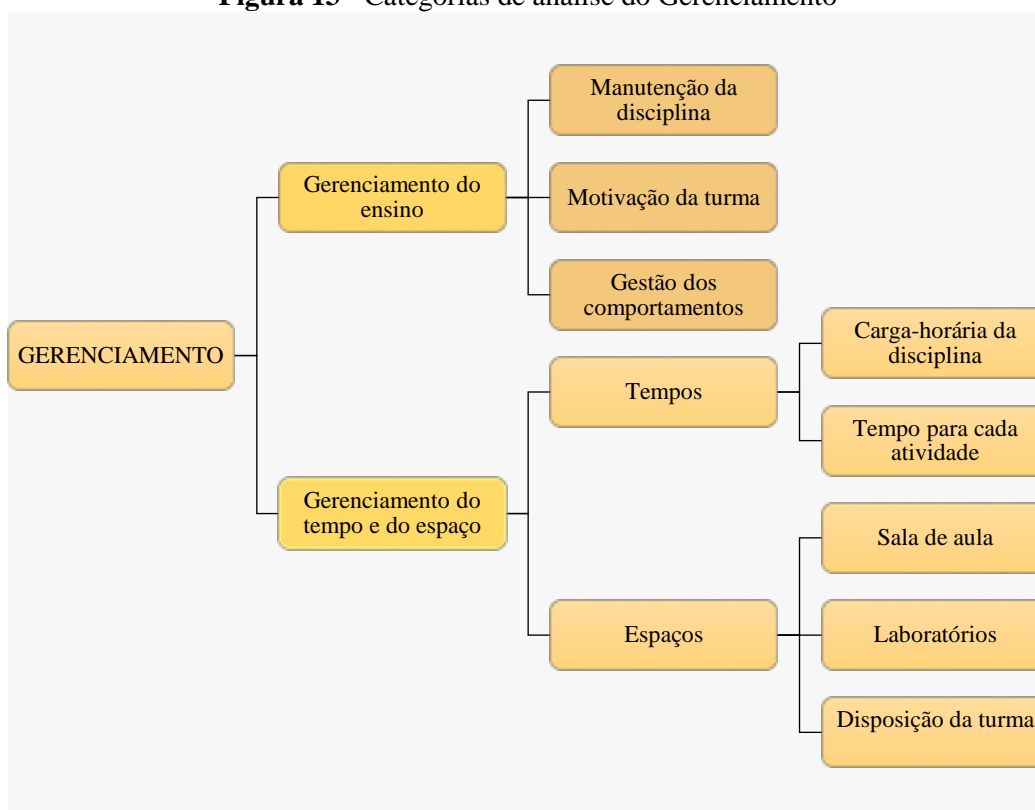 Figura 15 - Categorias de análise do Gerenciamento
Manutenção da
disciplina
Gerenciamento do
ensino
Motivação da turma
Gestão dos
comportamentos
GERENCIAMENTO
Carga-horária da
disciplina
Tempos
Tempo para cada
atividade
Gerenciamento do
tempo e do espaço
Sala de aula
Espaços
Laboratórios
Disposição da turma